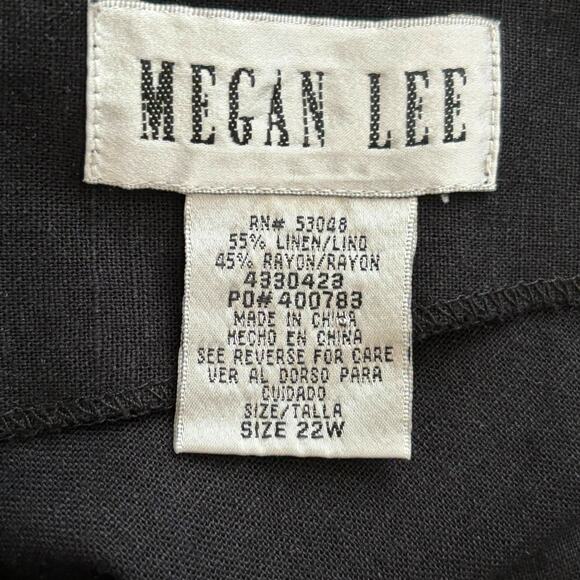 MEGAN LEE
RN# 53048
55% LINEN/LINO
45% RAYON/RAYON
4330423
PO# 400783
MADE IN CHINA
HECHO EN CHINA
SEE REVERSE FOR CARE
VER AL DORSO PARA
CUIDADO
SIZE/TALLA
SIZE 22W